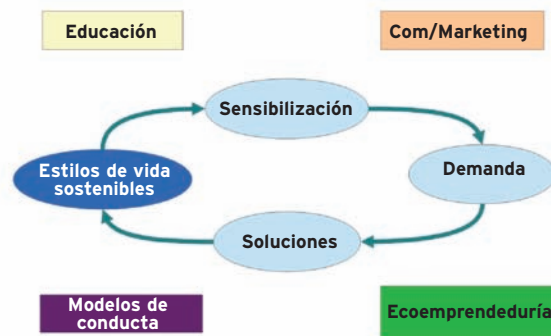 Educación
Com/Marketing
Sensibilización
Estilos de vida
sostenibles
Demanda
Soluciones
Modelos de
conducta
Ecoemprendeduría